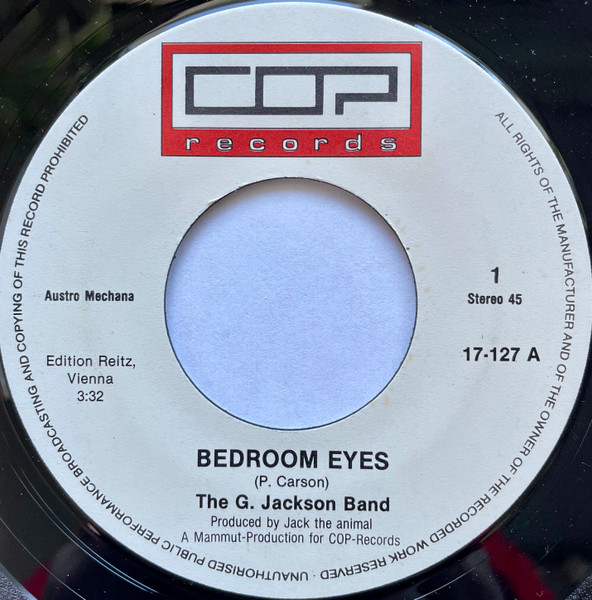 COP
records
ALL RIGHTS OF THE MANUFACTURER AND OF THE OWNER OF THE RECORDED WORK RESERVED · UNAUTHORISED PUBLIC PERFORMANCE BROADCASTING AND COPYING OF THIS RECORD PROHIBITED
Austro Mechana
Edition Reitz,
Vienna
3:32
1
Stereo 45
17-127 A
BEDROOM EYES
(P. Carson)
The G. Jackson Band
Produced by Jack the animal
A Mammut-Production for COP-Records